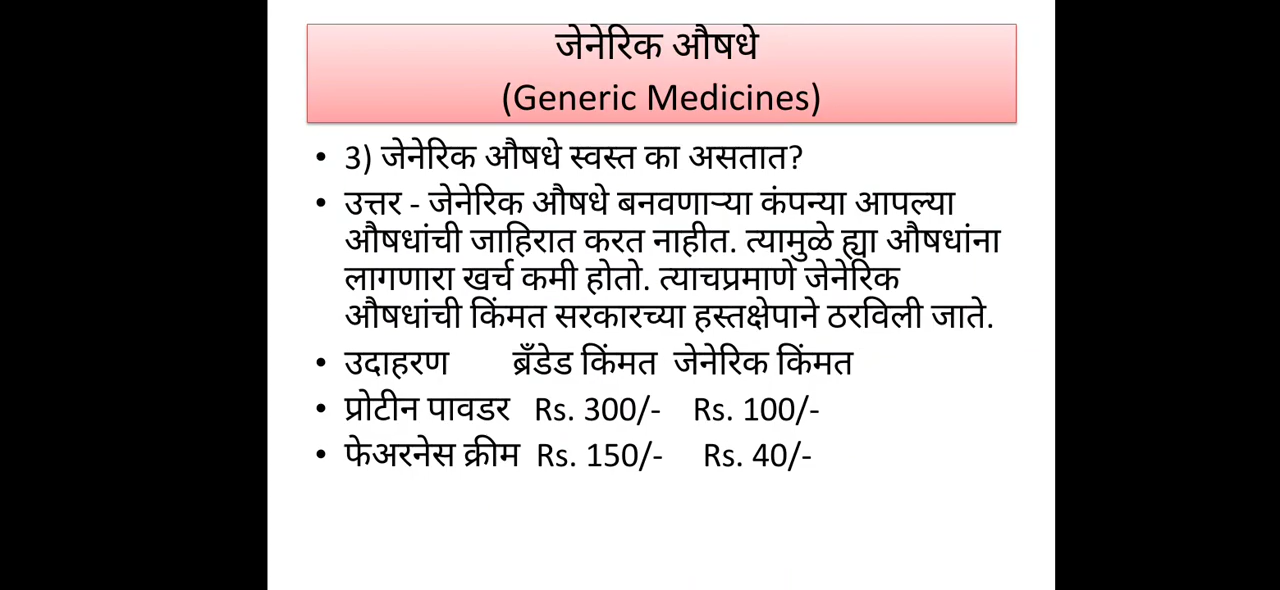 जेनेरिक औषधे
(Generic Medicines)
• 3) जेनेरिक औषधे स्वस्त का असतात?
• उत्तर - जेनेरिक औषधे बनवणाऱ्या कंपन्या आपल्या
औषधांची जाहिरात करत नाहीत. त्यामुळे ह्या औषधांना
लागणारा खर्च कमी होतो. त्याचप्रमाणे जेनेरिक
औषधांची किंमत सरकारच्या हस्तक्षेपाने ठरविली जाते.
• उदाहरण ब्रँडेड किंमत जेनेरिक किंमत
• प्रोटीन पावडर Rs. 300/- Rs. 100/-
• फेअरनेस क्रीम Rs. 150/- Rs. 40/-